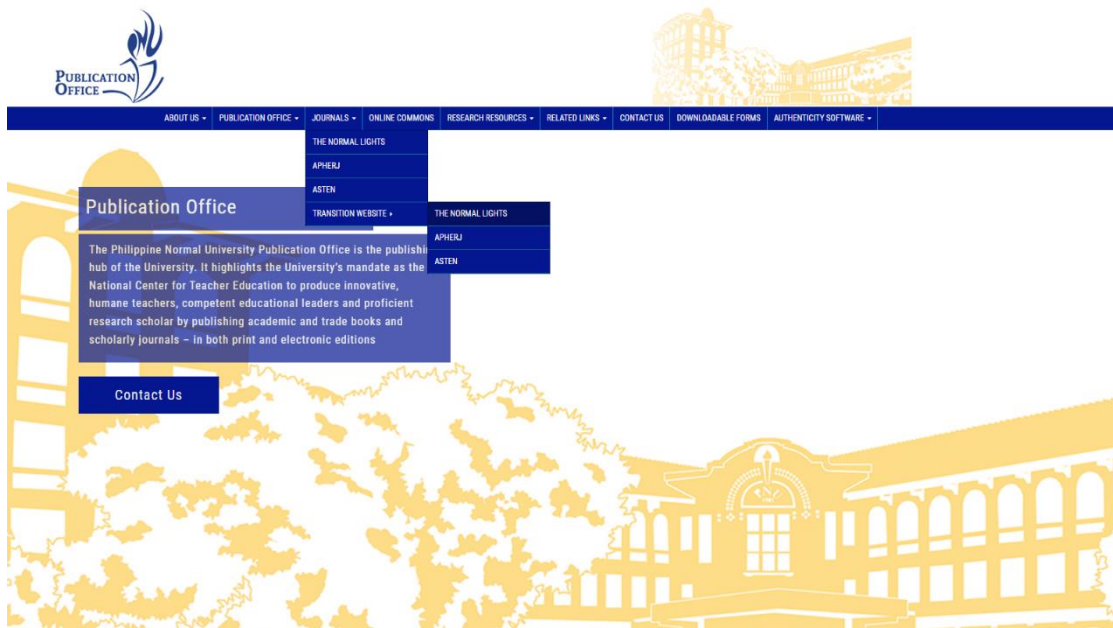 PUBLICATION
OFFICE
ABOUT US PUBLICATION OFFICE JOURNALS ONLINE COMMONS RESEARCH RESOURCES RELATED LINKS CONTACT US DOWNLOADABLE FORMS AUTHENTICITY SOFTWARE
THE NORMAL LIGHTS
APHERJ
ASTEN
TRANSITION WEBSITE »
THE NORMAL LIGHTS
APHERJ
ASTEN
Publication Office
The Philippine Normal University Publication Office is the publishi
hub of the University. It highlights the University's mandate as the
National Center for Teacher Education to produce innovative,
humane teachers, competent educational leaders and proficient
research scholar by publishing academic and trade books and
scholarly journals – in both print and electronic editions
Contact Us